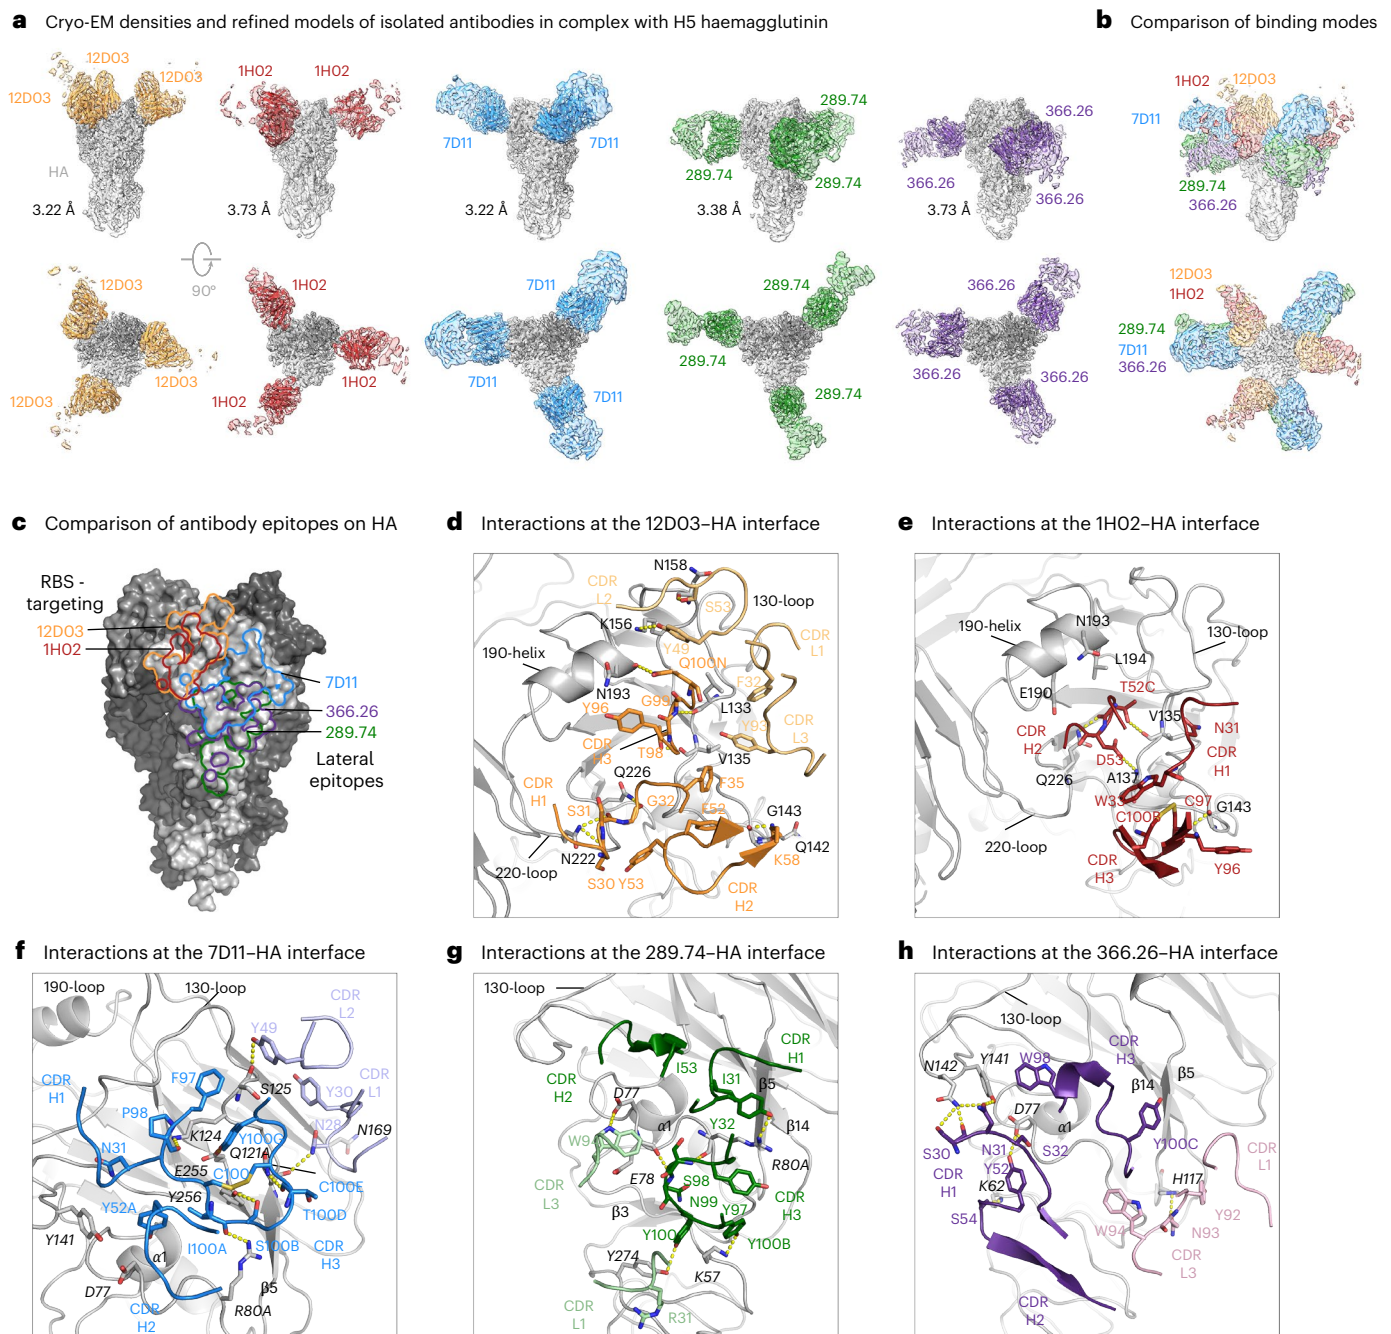 a Cryo-EM densities and refined models of isolated antibodies in complex with H5 haemagglutinin
12D03
12D03
12D03
HA
3.22 Å
1H02
1H02
3.73 Å
7D11
7D11
3.22 Å
289.74
289.74
289.74
3.38 Å
366.26
366.26
366.26
3.73 Å
90°
12D03
12D03
12D03
1H02
1H02
1H02
7D11
7D11
7D11
289.74
289.74
289.74
366.26
366.26
366.26
b Comparison of binding modes
1H02
12D03
7D11
289.74
366.26
12D03
1H02
289.74
7D11
366.26
c Comparison of antibody epitopes on HA
RBS -
targeting
12D03
1H02
7D11
366.26
289.74
Lateral
epitopes
d Interactions at the 12D03–HA interface
N158
CDR
L2
S53
130-loop
K156
Y49
CDR
L1
190-helix
Q100N
F32
N193
G99
Y96
L133
CDR
H3
T98
Y93
CDR
L3
V135
Q226
F35
CDR
H1
S31
G32
F52
G143
Q142
N222
K58
220-loop
S30
Y53
CDR
H2
e Interactions at the 1H02–HA interface
N193
190-helix
130-loop
L194
E190
T52C
V135
N31
CDR
H2
CDR
H1
D53
Q226
A137
W33
C97
G143
C100B
220-loop
CDR
H3
Y96
f Interactions at the 7D11–HA interface
190-loop
130-loop
CDR
L2
Y49
CDR
H1
F97
S125
Y30
CDR
L1
P98
N28
N169
K124
Y100G
N31
Q121A
E255
C100
C100E
Y256
Y52A
T100D
Y141
I100A
S100B
CDR
H3
α1
D77
β5
CDR
H2
R80A
g Interactions at the 289.74–HA interface
130-loop
CDR
H1
I53
CDR
H2
I31
β5
D77
α1
Y32
β14
W94
R80A
E78
S98
CDR
L3
N99
CDR
H3
β3
Y97
Y100
Y100B
Y274
K57
CDR
L1
R31
h Interactions at the 366.26–HA interface
130-loop
CDR
H3
N142
Y141
W98
β5
β14
D77
α1
S30
N31
S32
Y100C
CDR
L1
CDR
H1
Y52
K62
H117
S54
Y92
W94
N93
CDR
L3
CDR
H2